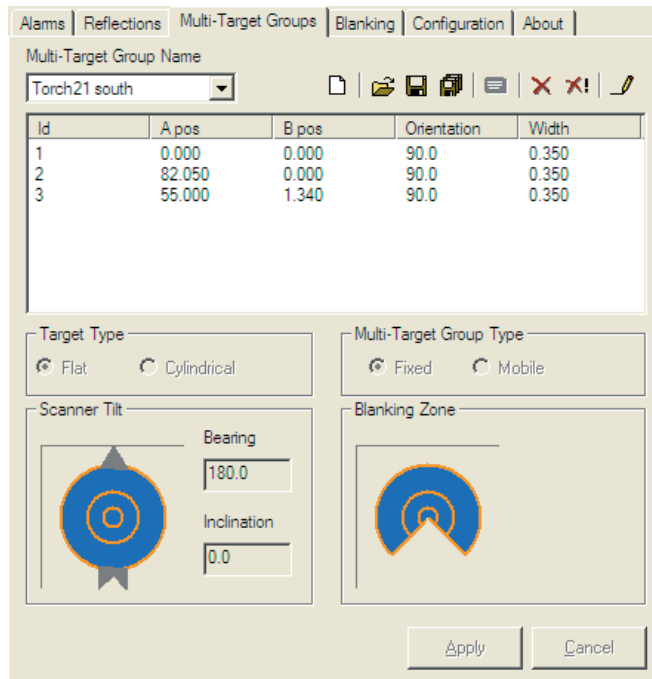 Alarms Reflections Multi-Target Groups Blanking Configuration About
Multi-Target Group Name
Torch21 south
Id A pos B pos Orientation Width
1 0.000 0.000 90.0 0.350
2 82.050 0.000 90.0 0.350
3 55.000 1.340 90.0 0.350
Target Type Multi-Target Group Type
Flat Cylindrical Fixed Mobile
Scanner Tilt Blanking Zone
Bearing
180.0
Inclination
0.0
Apply Cancel